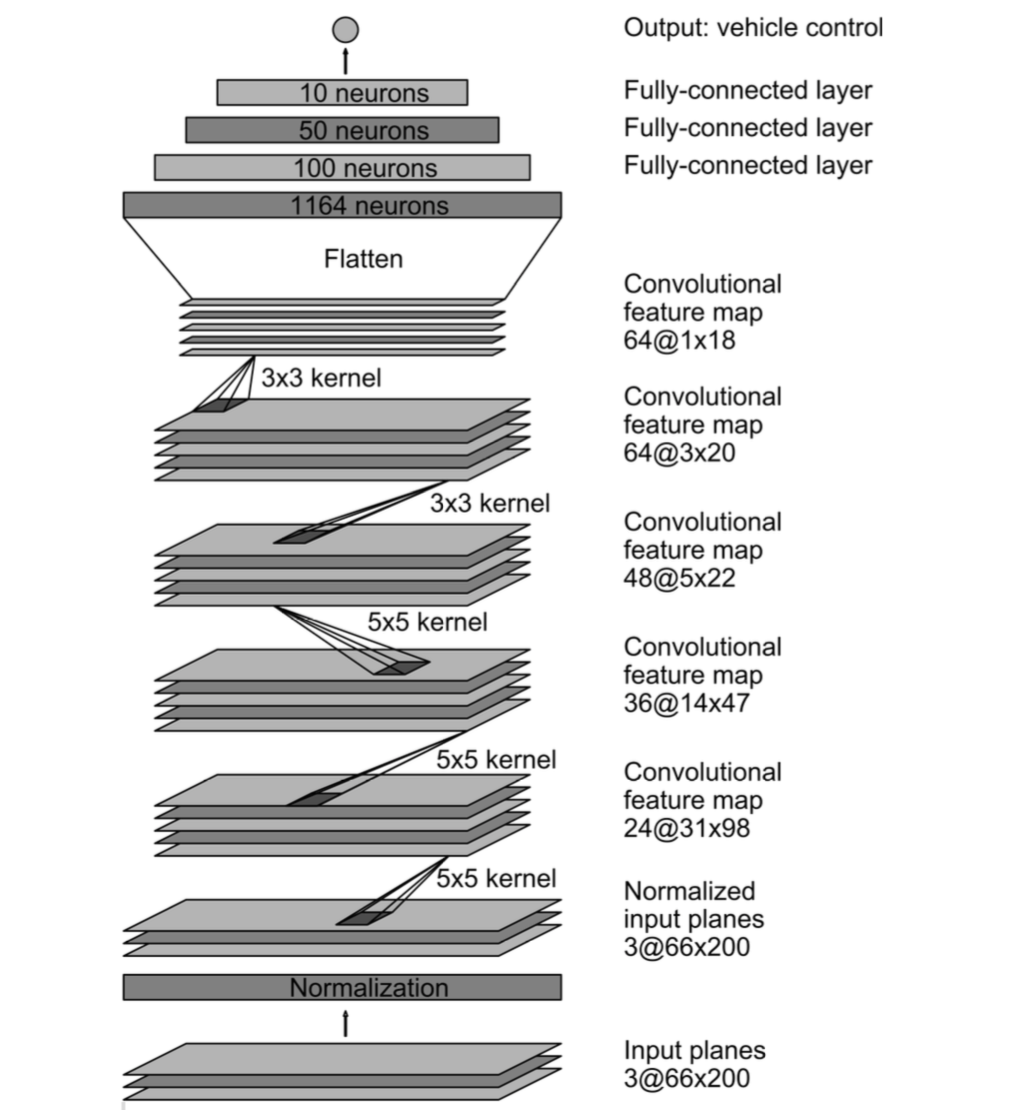 Output: vehicle control
10 neurons
Fully-connected layer
50 neurons
Fully-connected layer
100 neurons
Fully-connected layer
1164 neurons
Flatten
Convolutional
feature map
64@1x18
3x3 kernel
Convolutional
feature map
64@3x20
3x3 kernel
Convolutional
feature map
48@5x22
5x5 kernel
Convolutional
feature map
36@14x47
5x5 kernel
Convolutional
feature map
24@31x98
5x5 kernel
Normalized
input planes
3@66x200
Normalization
Input planes
3@66x200